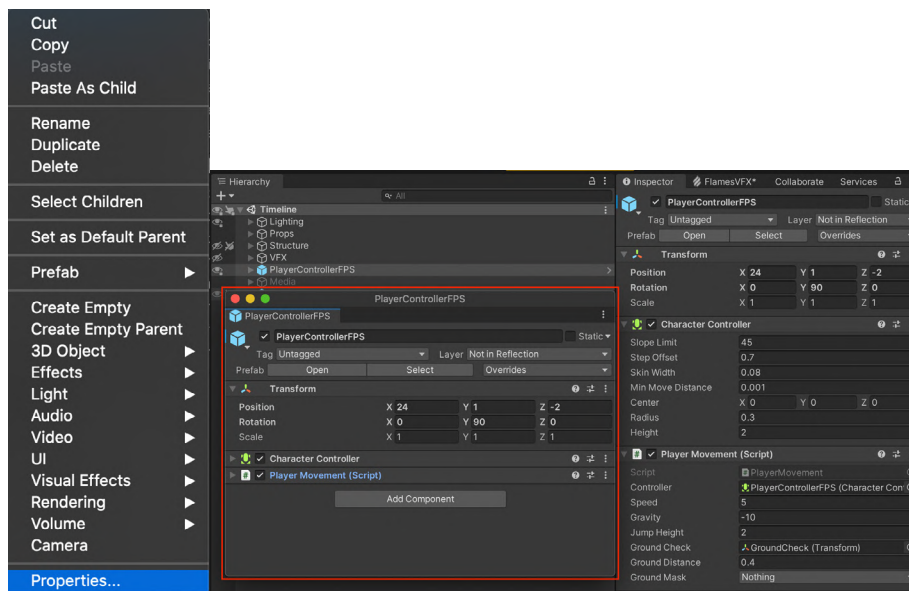 Cut
Copy
Paste
Paste As Child
Rename
Duplicate
Delete
Select Children
Set as Default Parent
Prefab
Create Empty
Create Empty Parent
3D Object
Effects
Light
Audio
Video
UI
Visual Effects
Rendering
Volume
Camera
Properties...
Hierarchy
All
Timeline
Lighting
Props
Structure
VFX
PlayerControllerFPS
Media
PlayerControllerFPS
PlayerControllerFPS
PlayerControllerFPS Static
Tag Untagged Layer Not in Reflection
Prefab Open Select Overrides
Transform
Position X 24 Y 1 Z -2
Rotation X 0 Y 90 Z 0
Scale X 1 Y 1 Z 1
Character Controller
Player Movement (Script)
Add Component
Inspector FlamesVFX* Collaborate Services
PlayerControllerFPS Static
Tag Untagged Layer Not in Reflection
Prefab Open Select Overrides
Transform
Position X 24 Y 1 Z -2
Rotation X 0 Y 90 Z 0
Scale X 1 Y 1 Z 1
Character Controller
Slope Limit 45
Step Offset 0.7
Skin Width 0.08
Min Move Distance 0.001
Center X 0 Y 0 Z 0
Radius 0.3
Height 2
Player Movement (Script)
Script PlayerMovement
Controller PlayerControllerFPS (Character Con
Speed 5
Gravity -10
Jump Height 2
Ground Check GroundCheck (Transform)
Ground Distance 0.4
Ground Mask Nothing